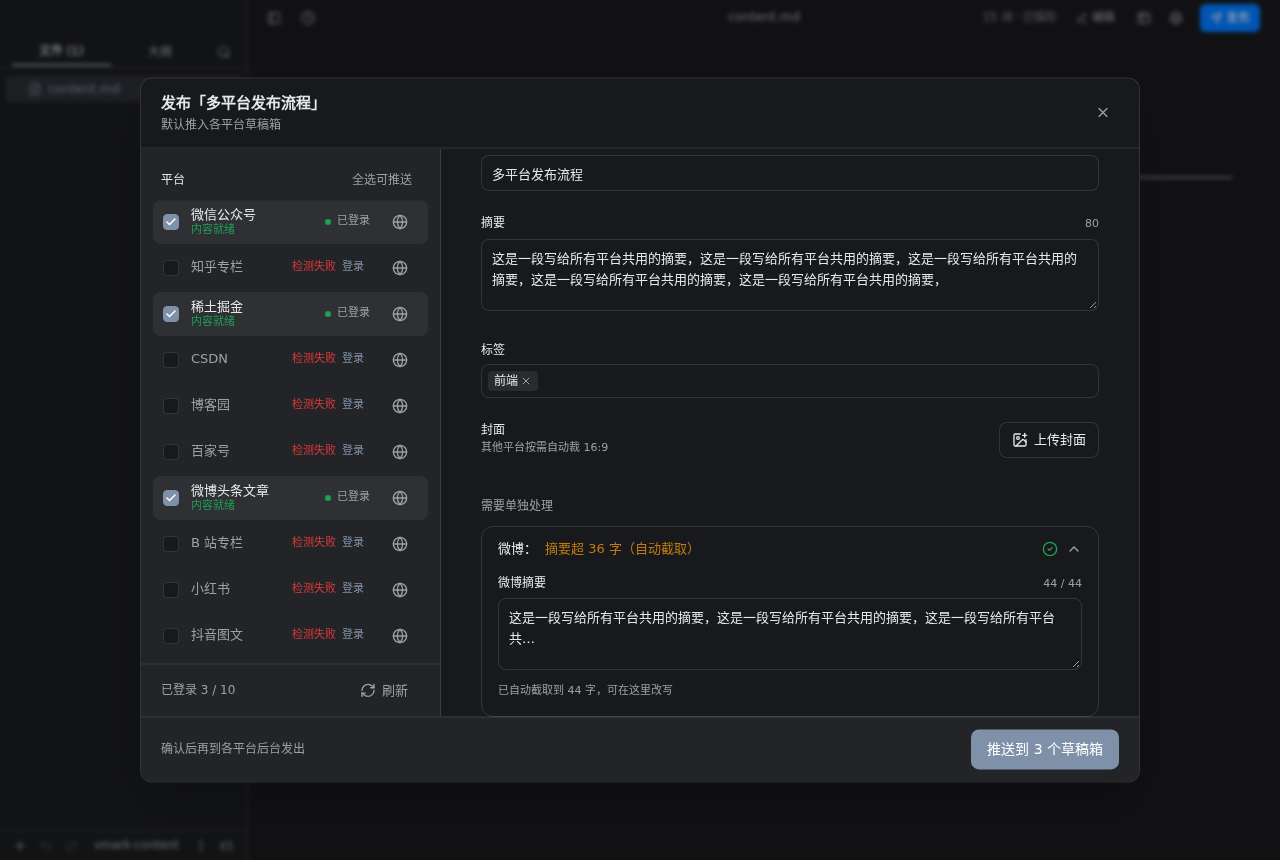 content.md
15 词 · 已保存
编辑
发布
文件 (1)
大纲
content.md
发布「多平台发布流程」
默认推入各平台草稿箱
平台
全选可推送
微信公众号
内容就绪
已登录
知乎专栏
检测失败 登录
稀土掘金
内容就绪
已登录
CSDN
检测失败 登录
博客园
检测失败 登录
百家号
检测失败 登录
微博头条文章
内容就绪
已登录
B 站专栏
检测失败 登录
小红书
检测失败 登录
抖音图文
检测失败 登录
已登录 3 / 10
刷新
多平台发布流程
摘要
80
这是一段写给所有平台共用的摘要，这是一段写给所有平台共用的摘要，这是一段写给所有平台共用的
摘要，这是一段写给所有平台共用的摘要，这是一段写给所有平台共用的摘要，
标签
前端
封面
其他平台按需自动裁 16:9
上传封面
需要单独处理
微博： 摘要超 36 字（自动截取）
微博摘要
44 / 44
这是一段写给所有平台共用的摘要，这是一段写给所有平台共用的摘要，这是一段写给所有平台
共…
已自动截取到 44 字，可在这里改写
确认后再到各平台后台发出
推送到 3 个草稿箱
vmark-content